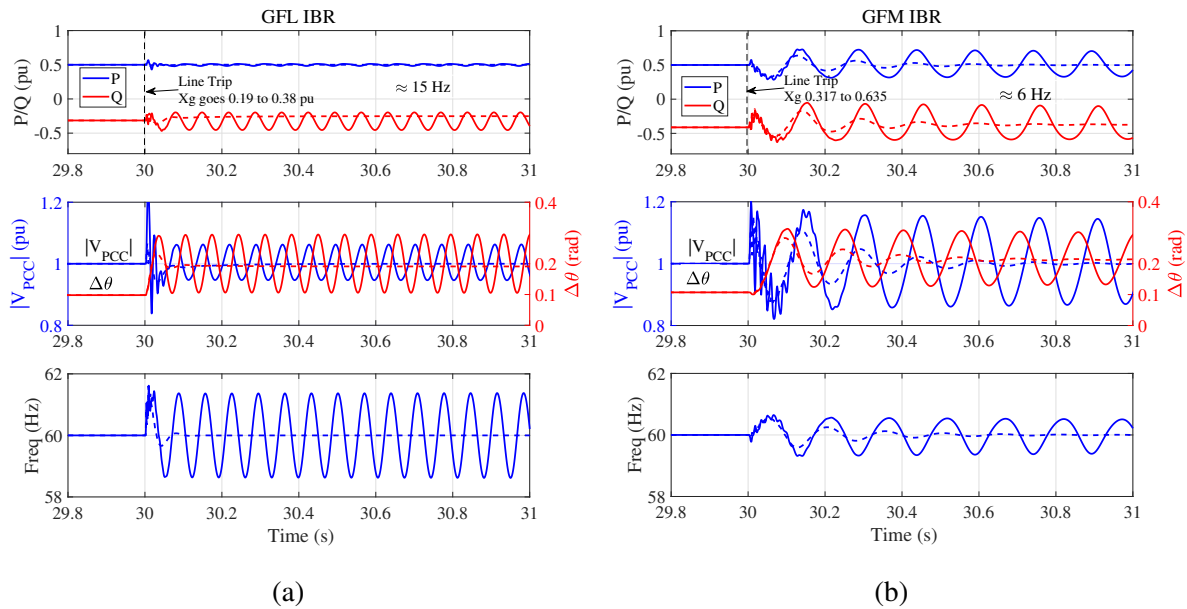 GFL IBR
1
0.5
0
-0.5
P/Q (pu)
P
Q
Line Trip
Xg goes 0.19 to 0.38 pu
≈ 15 Hz
29.8 30 30.2 30.4 30.6 30.8 31
1.2
1
0.8
|V_PCC| (pu)
|V_PCC|
Δθ
0.4
0.3
0.2
0.1
0
Δθ (rad)
29.8 30 30.2 30.4 30.6 30.8 31
62
60
58
Freq (Hz)
29.8 30 30.2 30.4 30.6 30.8 31
Time (s)
(a)
GFM IBR
1
0.5
0
-0.5
P/Q (pu)
P
Q
Line Trip
Xg 0.317 to 0.635
≈ 6 Hz
29.8 30 30.2 30.4 30.6 30.8 31
1.2
1
0.8
|V_PCC| (pu)
|V_PCC|
Δθ
0.4
0.3
0.2
0.1
0
Δθ (rad)
29.8 30 30.2 30.4 30.6 30.8 31
62
60
58
Freq (Hz)
29.8 30 30.2 30.4 30.6 30.8 31
Time (s)
(b)